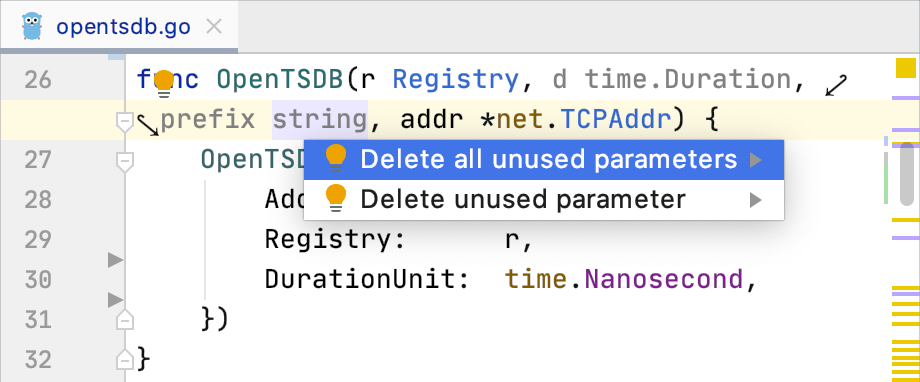 opentsdb.go
26 func OpenTSDB(r Registry, d time.Duration,
prefix string, addr *net.TCPAddr) {
27 OpenTSD
Delete all unused parameters
28 Add
Delete unused parameter
29 Registry: r,
30 DurationUnit: time.Nanosecond,
31 })
32 }